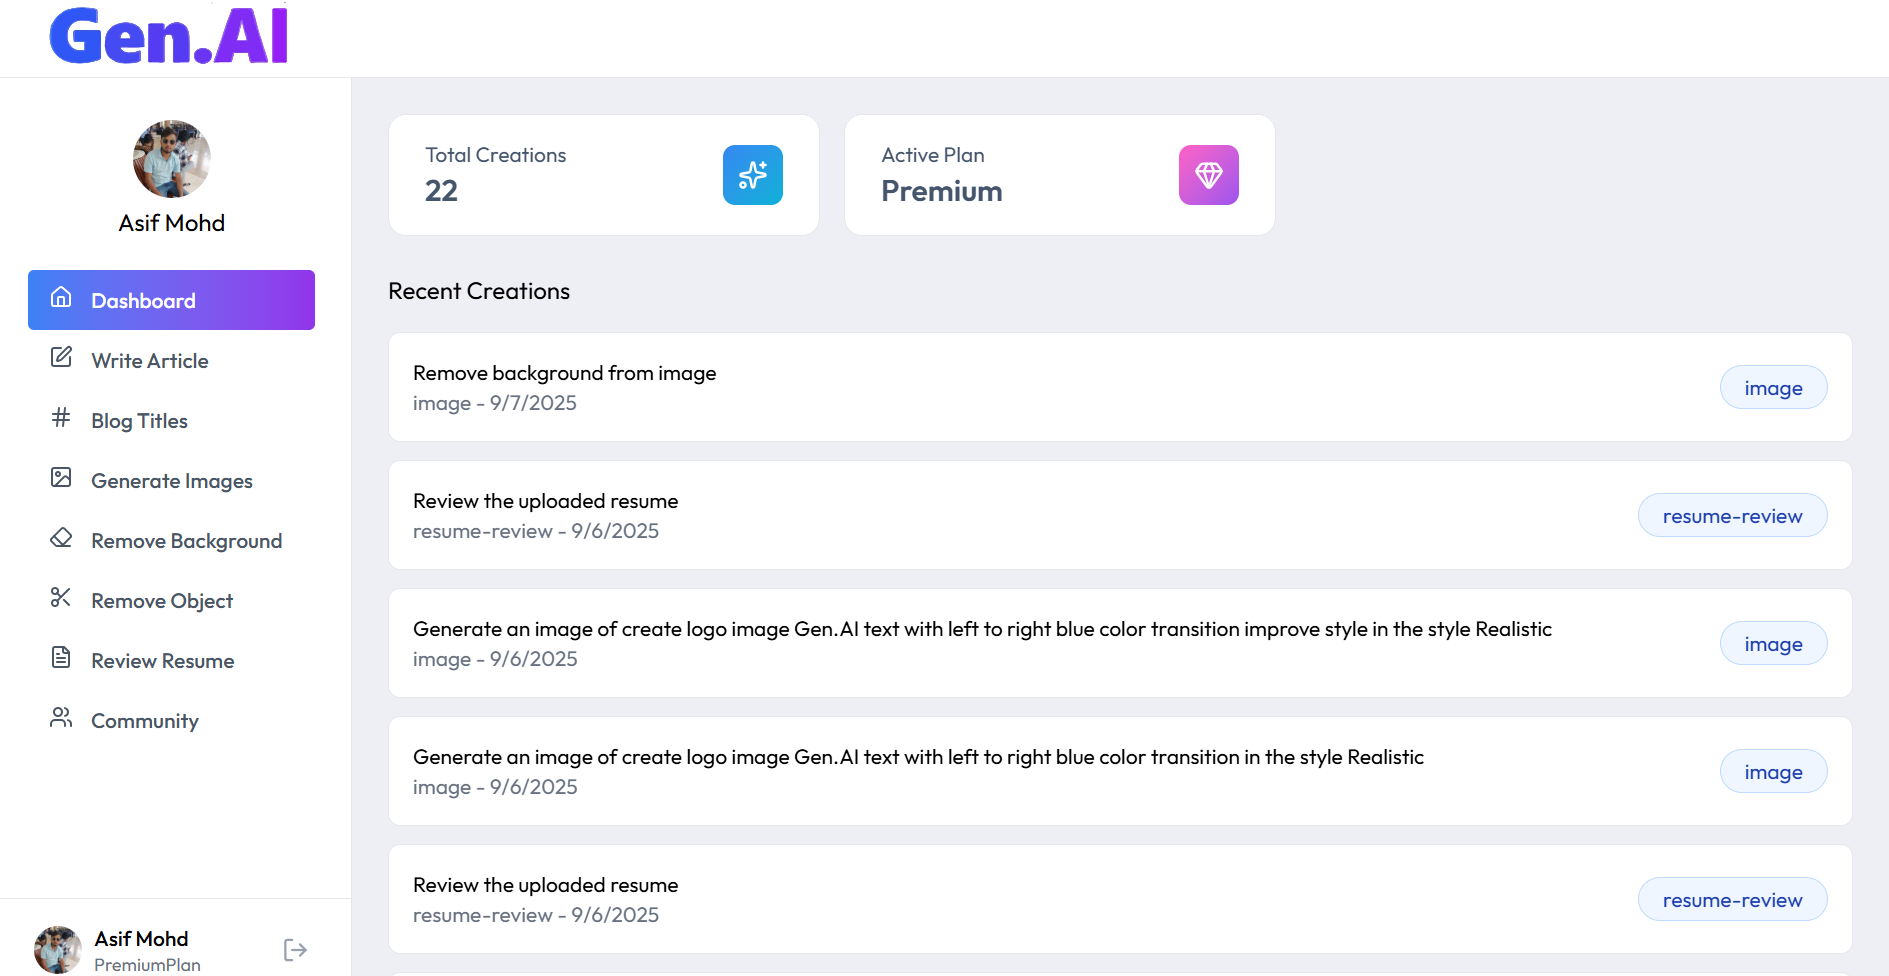 Gen.AI
Asif Mohd
Dashboard
Write Article
Blog Titles
Generate Images
Remove Background
Remove Object
Review Resume
Community
Asif Mohd
PremiumPlan
Total Creations
22
Active Plan
Premium
Recent Creations
Remove background from image
image - 9/7/2025
image
Review the uploaded resume
resume-review - 9/6/2025
resume-review
Generate an image of create logo image Gen.AI text with left to right blue color transition improve style in the style Realistic
image - 9/6/2025
image
Generate an image of create logo image Gen.AI text with left to right blue color transition in the style Realistic
image - 9/6/2025
image
Review the uploaded resume
resume-review - 9/6/2025
resume-review